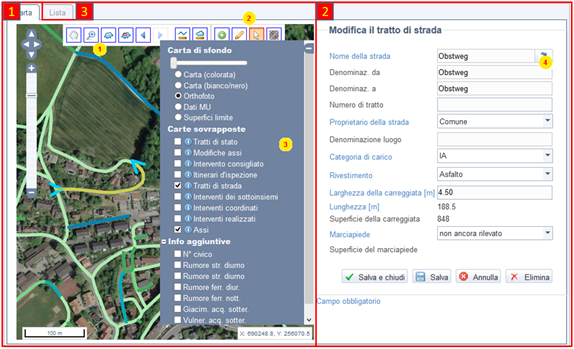 1
Carta
3
Lista
1
2
Carta di sfondo
Carta (colorata)
Carta (bianco/nero)
Orthofoto
Dati MU
Superfici limite
Carte sovrapposte
3
Tratti di stato
Modifiche assi
Intervento consigliato
Itinerari d'ispezione
Tratti di strada
Interventi dei sottoinsiemi
Interventi coordinati
Interventi realizzati
Assi
Info aggiuntive
N° civico
Rumore str. diurno
Rumore str. diurno
Rumore ferr. diur.
Rumore ferr. nott.
Giacim. acq. sotter.
Vulner. acq. sotter.
100 m
X: 690248.6, Y: 256070.5
2
Modifica il tratto di strada
Nome della strada Obstweg
4
Denominaz. da Obstweg
Denominaz. a Obstweg
Numero di tratto
Proprietario della strada Comune
Denominazione luogo
Categoria di carico IA
Rivestimento Asfalto
Larghezza della carreggiata [m] 4.50
Lunghezza [m] 188.5
Superficie della carreggiata 848
Marciapiede non ancora rilevato
Superficie del marciapiede
Salva e chiudi Salva Annulla Elimina
Campo obbligatorio